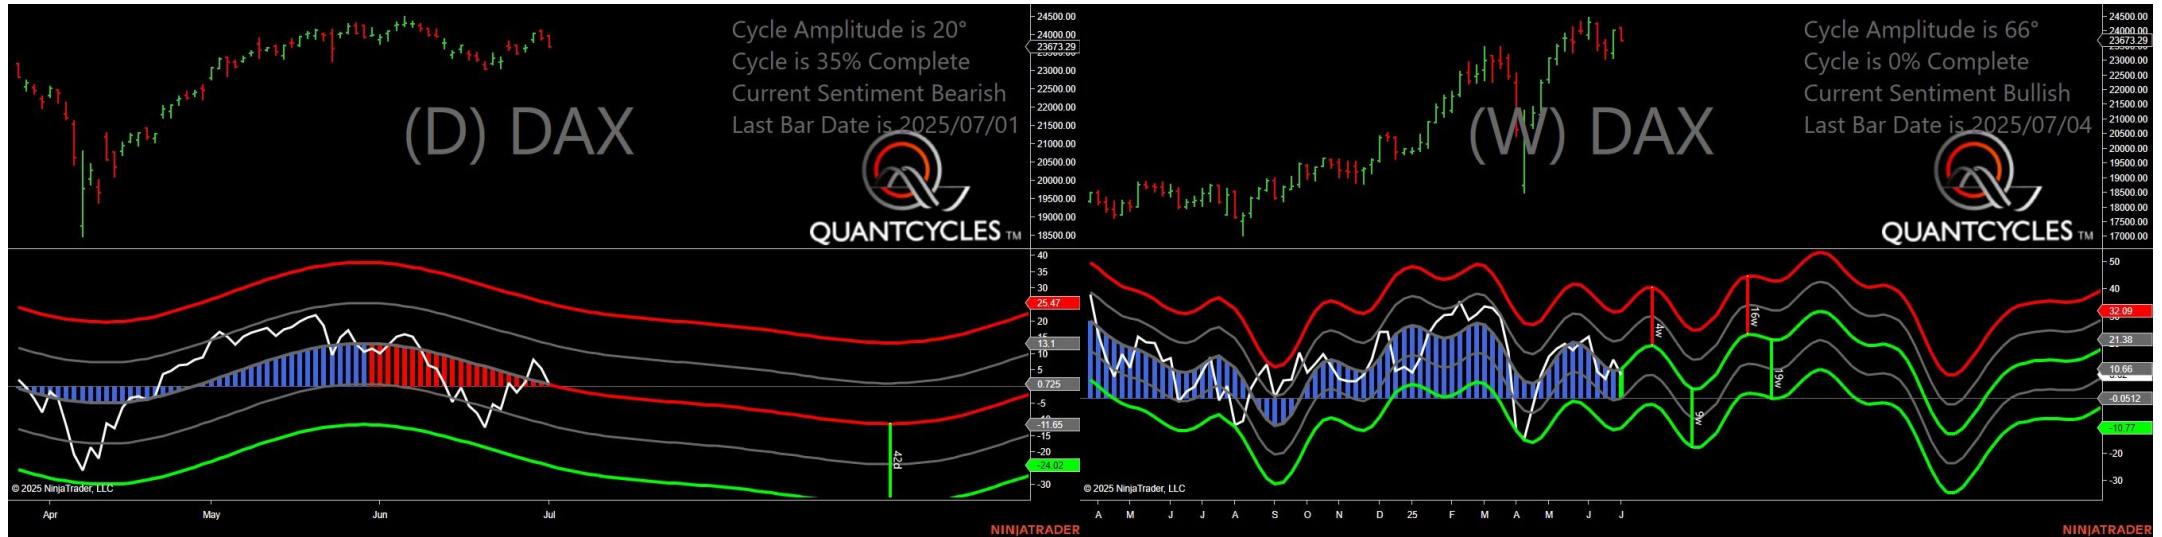 Cycle Amplitude is 20°
Cycle is 35% Complete
Current Sentiment Bearish
Last Bar Date is 2025/07/01
(D) DAX
QUANTCYCLES TM
24500.00
24000.00
23673.29
23000.00
22500.00
22000.00
21500.00
21000.00
20500.00
20000.00
19500.00
19000.00
18500.00
40
35
30
25.47
20
13.1
10
5
0.725
-5
-11.65
-15
-24.02
-30
42d
© 2025 NinjaTrader, LLC
Apr
May
Jun
Jul
NINJATRADER
Cycle Amplitude is 66°
Cycle is 0% Complete
Current Sentiment Bullish
Last Bar Date is 2025/07/04
(W) DAX
QUANTCYCLES TM
24500.00
24000.00
23673.29
23000.00
22500.00
22000.00
21500.00
21000.00
20500.00
20000.00
19500.00
19000.00
18500.00
18000.00
17500.00
17000.00
50
40
32.09
21.38
10.66
-0.0512
-10.77
-20
-30
4w
16w
9w
19w
© 2025 NinjaTrader, LLC
A M J J A S O N D 25 F M A M J J
NINJATRADER